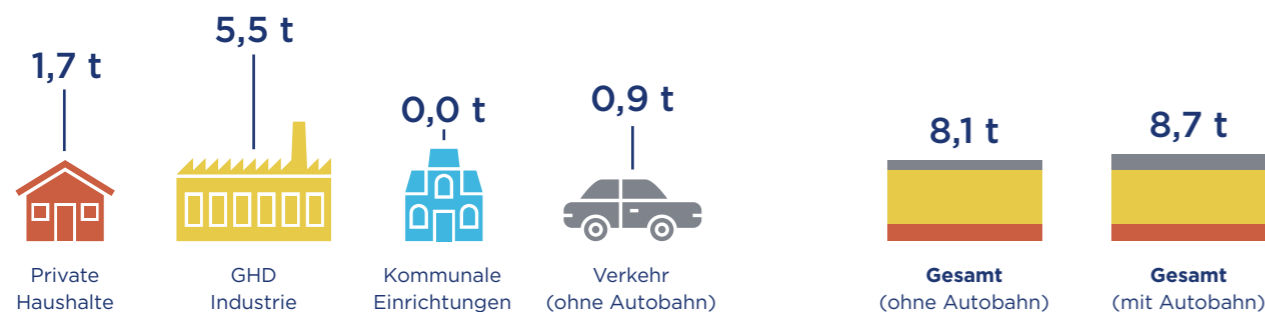 1,7 t
5,5 t
0,0 t
0,9 t
8,1 t
8,7 t
Private
Haushalte
GHD
Industrie
Kommunale
Einrichtungen
Verkehr
(ohne Autobahn)
Gesamt
(ohne Autobahn)
Gesamt
(mit Autobahn)